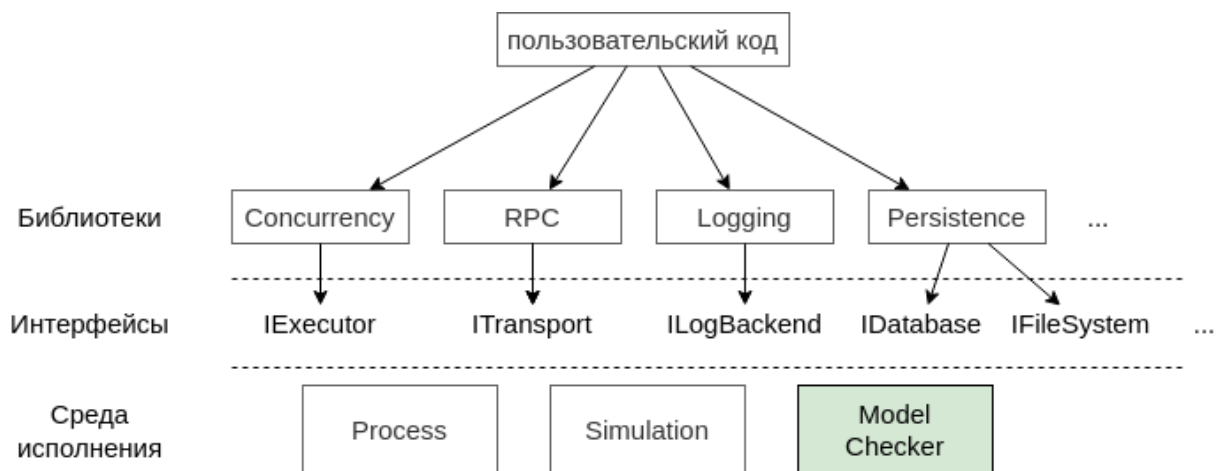 пользовательский код
Библиотеки Concurrency RPC Logging Persistence ...
Интерфейсы IExecutor ITransport ILogBackend IDatabase IFileSystem ...
Среда
исполнения
Process
Simulation
Model
Checker